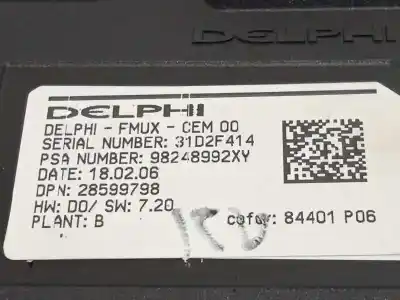 DELPHI
DELPHI
DELPHI - FMUX - CEM 00
SERIAL NUMBER: 31D2F414
PSA NUMBER: 98248992XY
DATE: 18.02.06
DPN: 28599798
HW: D0/ SW: 7.20
PLANT: B
cofor: 84401 P06